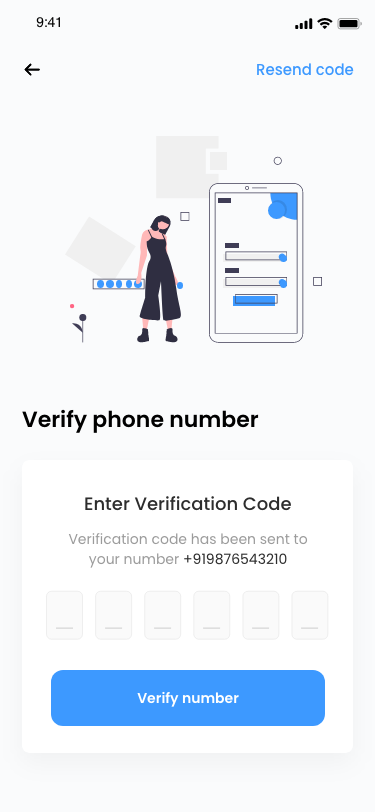 9:41
Resend code
Verify phone number
Enter Verification Code
Verification code has been sent to
your number +919876543210
Verify number